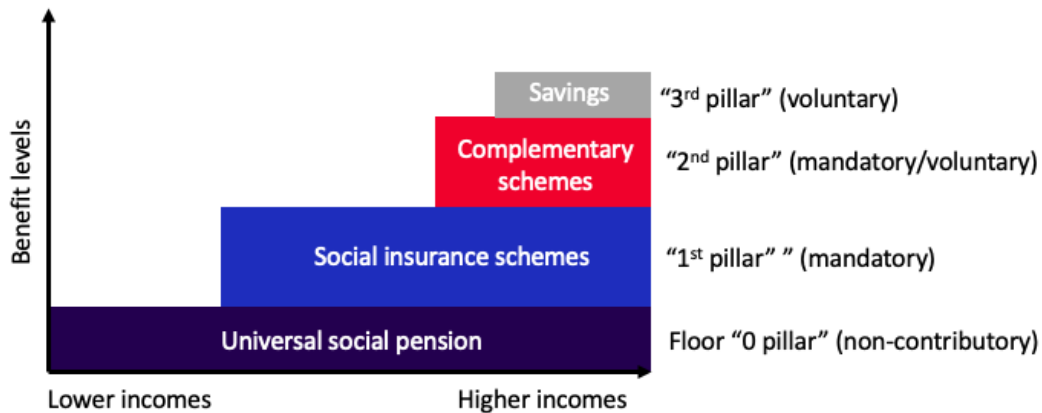 Benefit levels
Savings
“3rd pillar” (voluntary)
Complementary
schemes
“2nd pillar” (mandatory/voluntary)
Social insurance schemes
“1st pillar” ” (mandatory)
Universal social pension
Floor “0 pillar” (non-contributory)
Lower incomes
Higher incomes